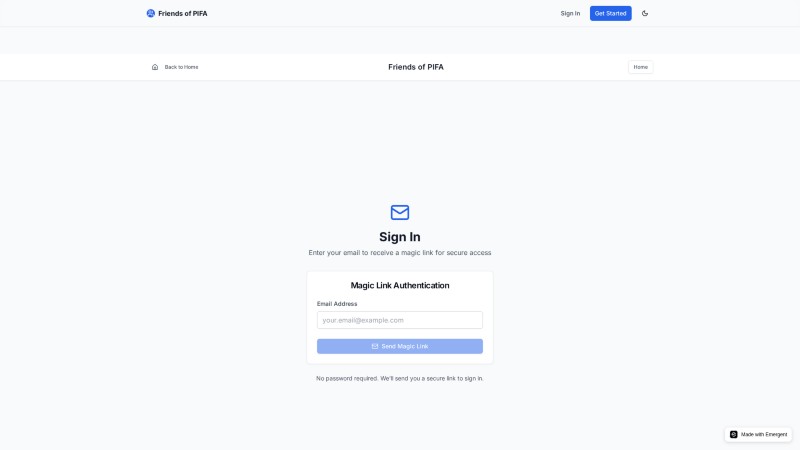 Friends of PIFA
Sign In
Get Started
Back to Home
Friends of PIFA
Home
Sign In
Enter your email to receive a magic link for secure access
Magic Link Authentication
Email Address
your.email@example.com
Send Magic Link
No password required. We'll send you a secure link to sign in.
Made with Emergent